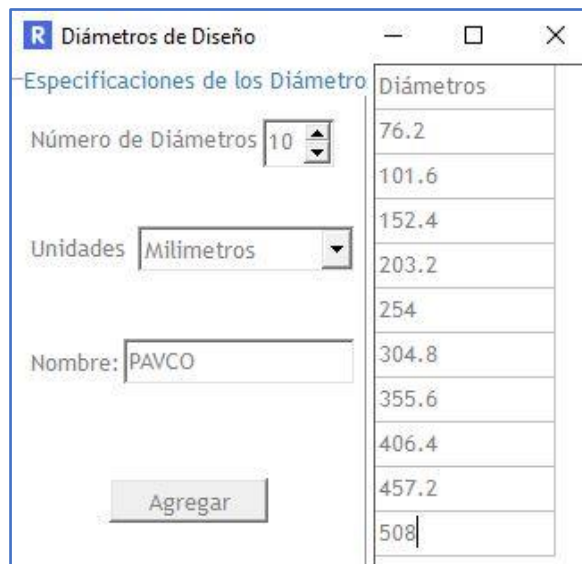 R Diámetros de Diseño
Especificaciones de los Diámetro
Número de Diámetros 10
Unidades Milimetros
Nombre: PAVCO
Agregar
Diámetros
76.2
101.6
152.4
203.2
254
304.8
355.6
406.4
457.2
508